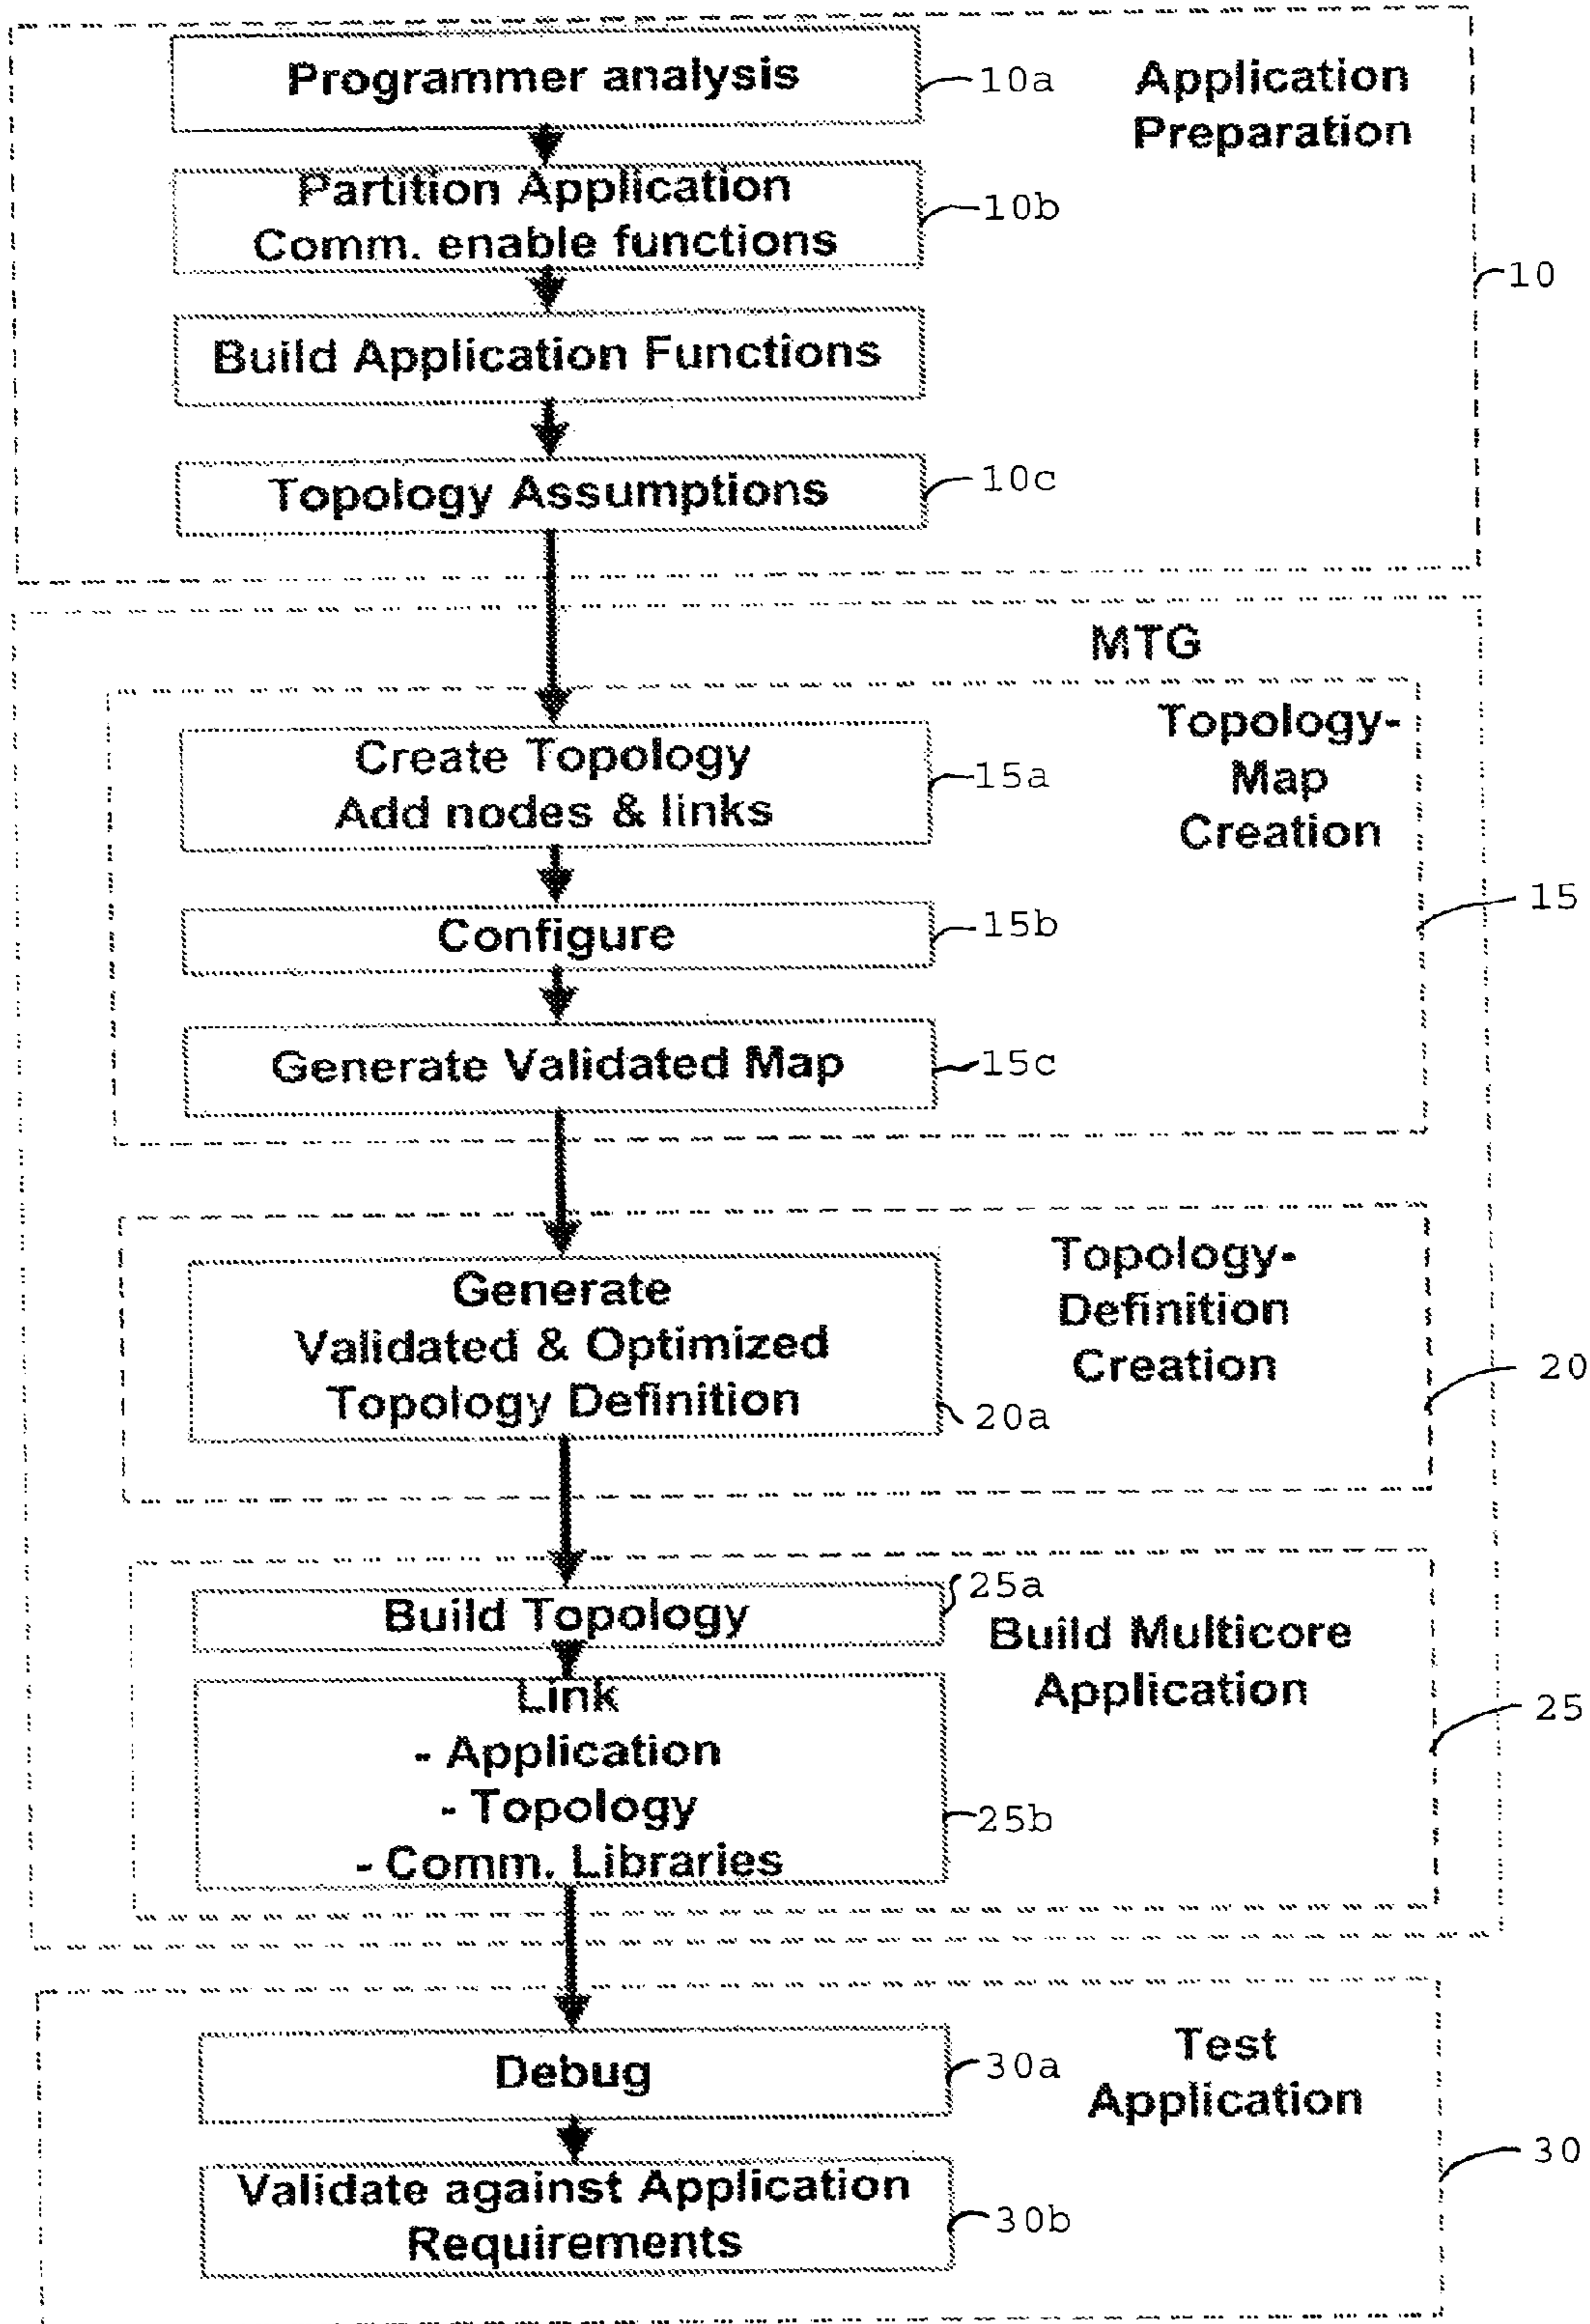 Programmer analysis
10a
Application
Preparation
Partition Application
Comm. enable functions
10b
10
Build Application Functions
Topology Assumptions
10c
MTG
Topology-
Map
Creation
Create Topology
Add nodes & links
15a
15
Configure
15b
Generate Validated Map
15c
Topology-
Definition
Creation
Generate
Validated & Optimized
Topology Definition
20a
20
Build Topology
25a
Build Multicore
Application
Link
- Application
- Topology
- Comm. Libraries
25b
25
Debug
30a
Test
Application
30
Validate against Application
Requirements
30b